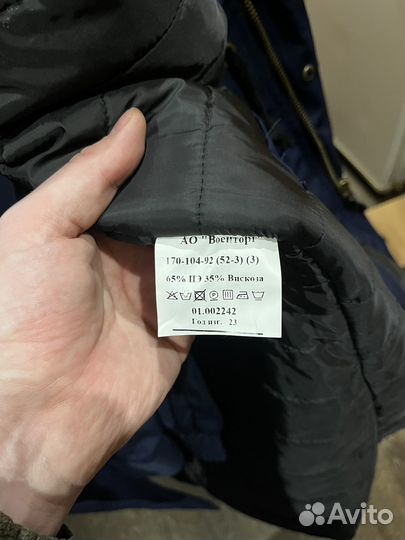 АО "Военторг"
170-104-92 (52-3) (3)
65% ПЭ 35% Вискоза
01.002242
Год изг. 23
Avito